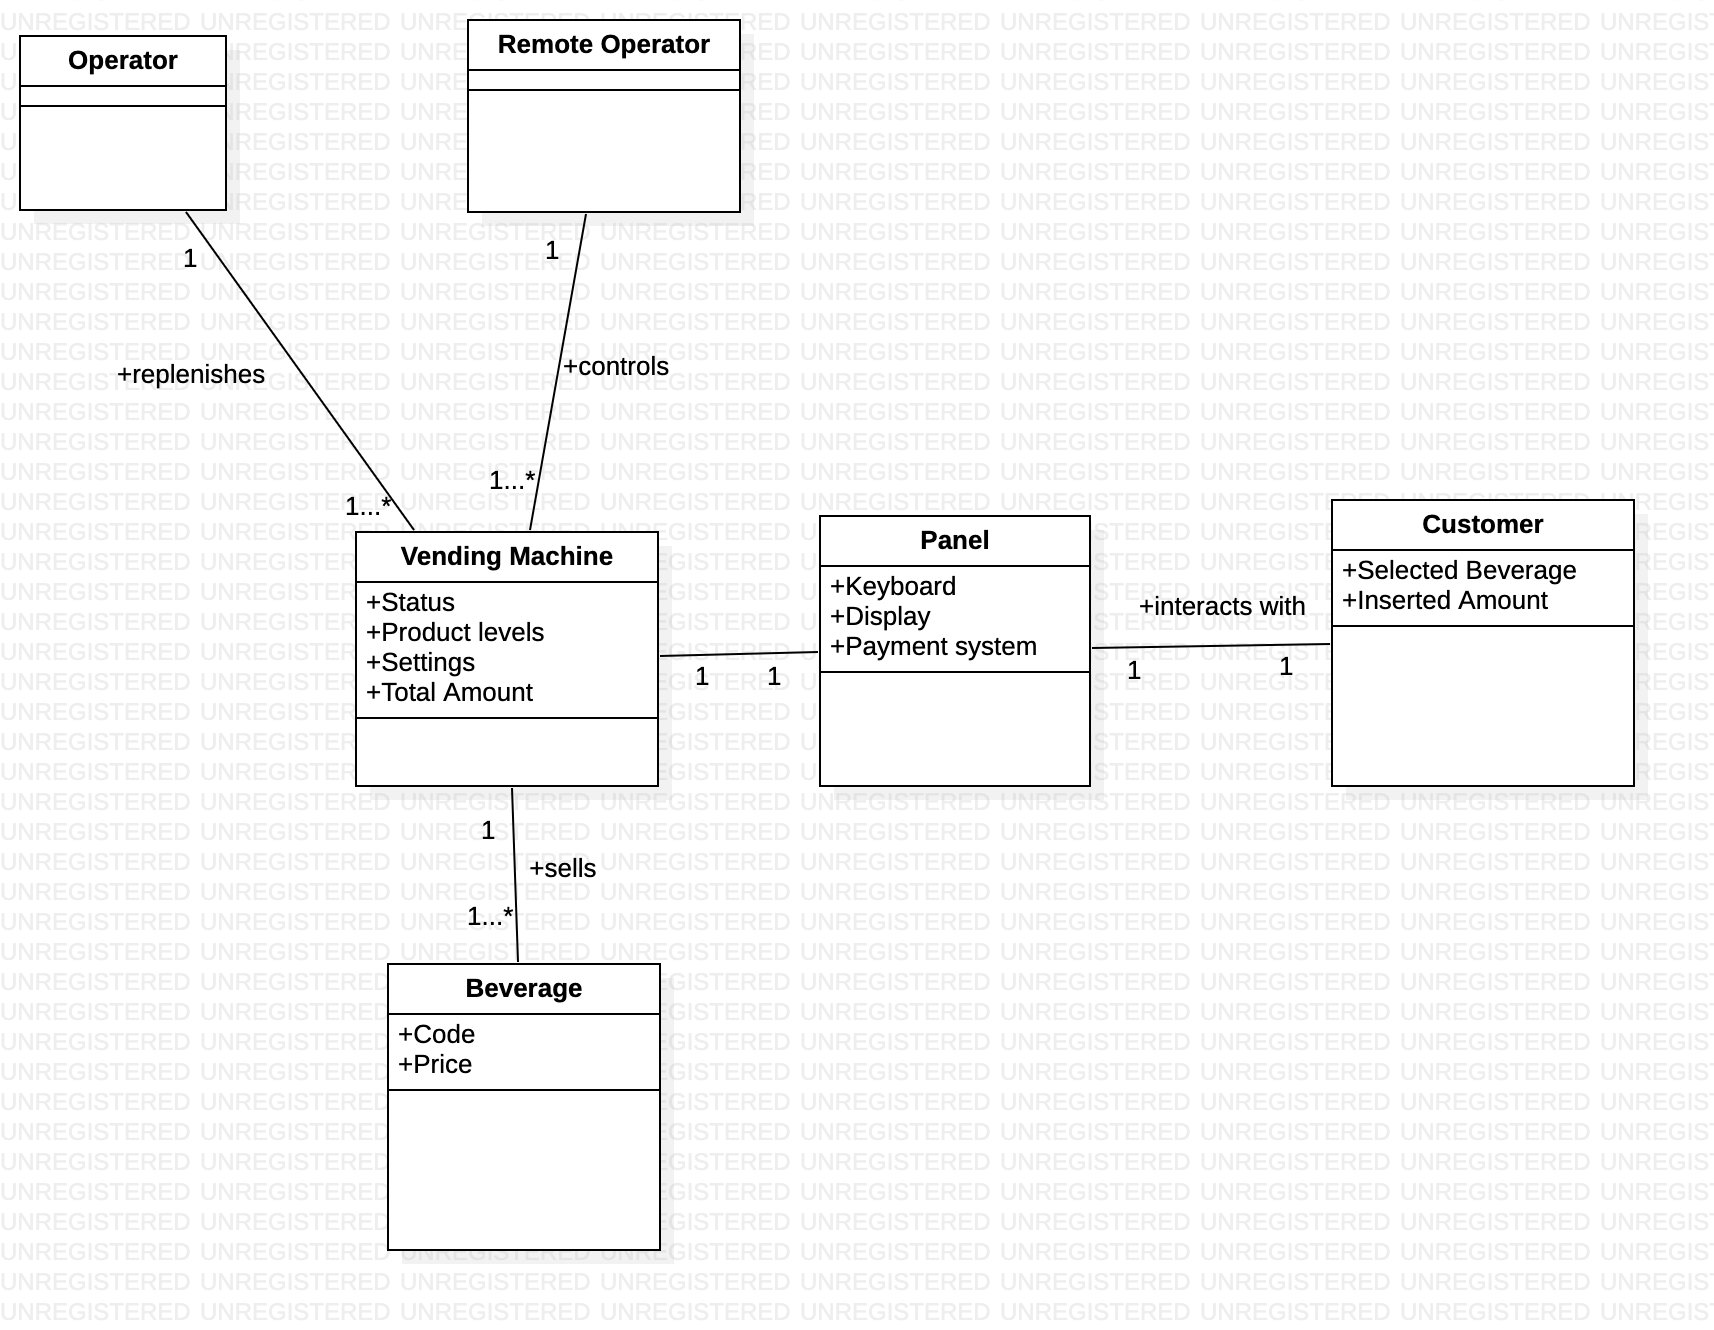 Operator
Remote Operator
1
1
+replenishes
+controls
1...*
1...*
Vending Machine
+Status
+Product levels
+Settings
+Total Amount
1
1
Panel
+Keyboard
+Display
+Payment system
+interacts with
1
1
Customer
+Selected Beverage
+Inserted Amount
1
+sells
1...*
Beverage
+Code
+Price
UNREGISTERED